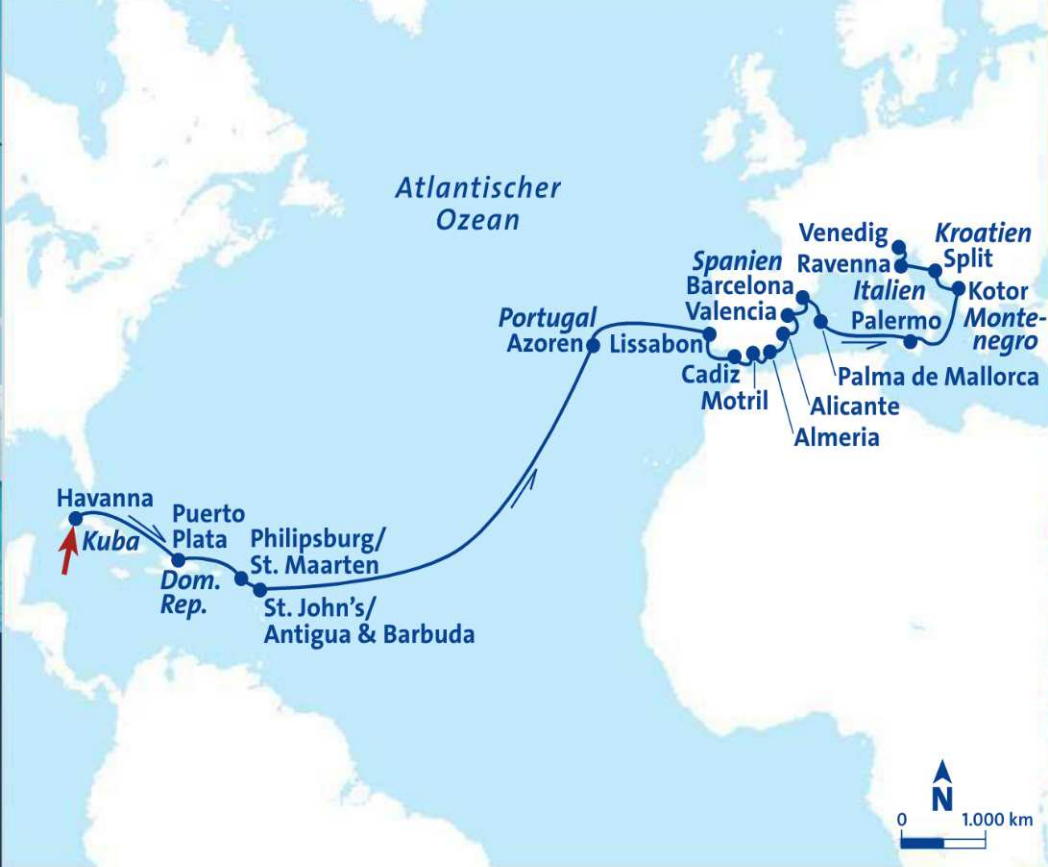 Atlantischer
Ozean
Venedig
Kroatien
Split
Ravenna
Spanien
Italien
Barcelona
Kotor
Valencia
Palermo
Monte-
negro
Portugal
Azoren
Lissabon
Cadiz
Palma de Mallorca
Motril
Alicante
Almeria
Havanna
Kuba
Puerto
Plata
Dom.
Rep.
Philipsburg/
St. Maarten
St. John's/
Antigua & Barbuda
N
0 1.000 km